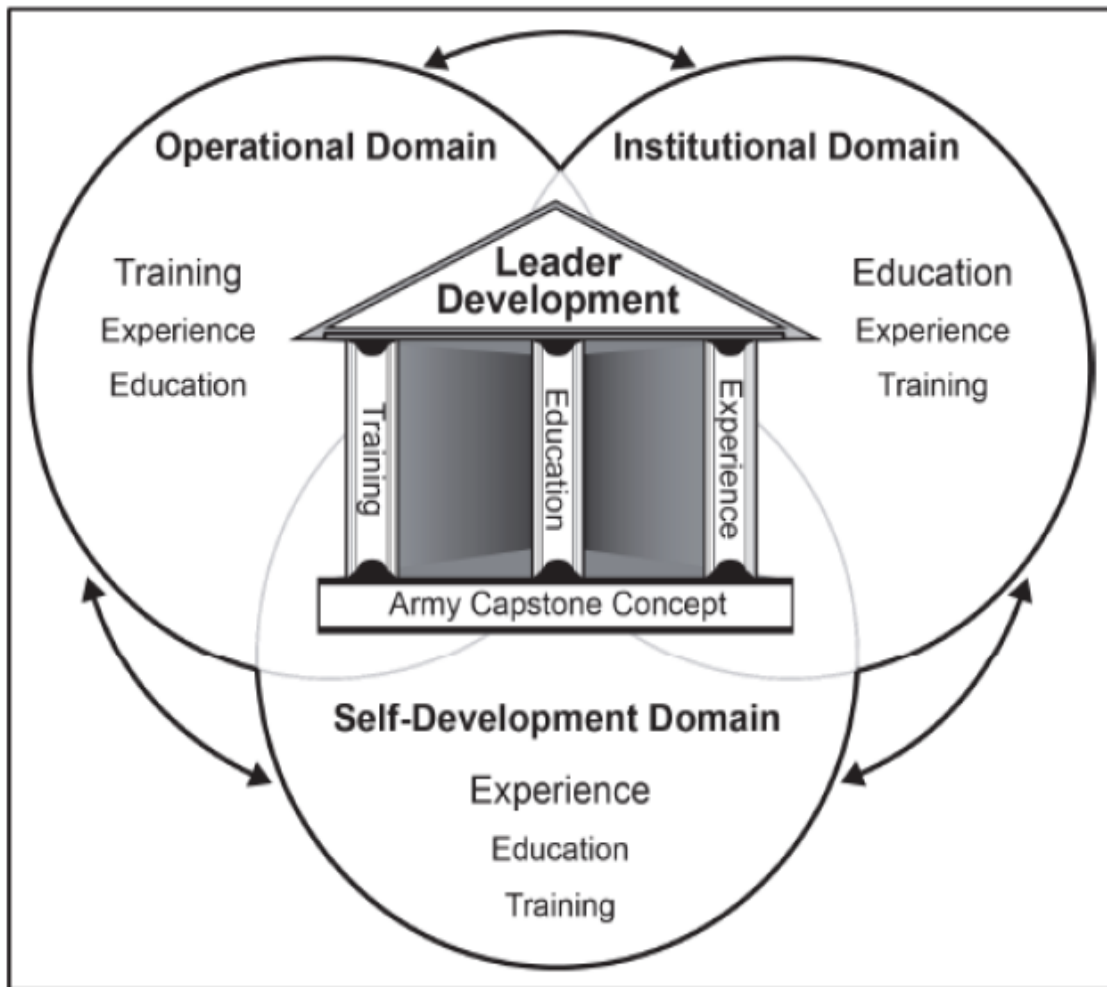 Operational Domain
Institutional Domain
Training
Experience
Education
Education
Experience
Training
Leader
Development
Training
Education
Experience
Army Capstone Concept
Self-Development Domain
Experience
Education
Training